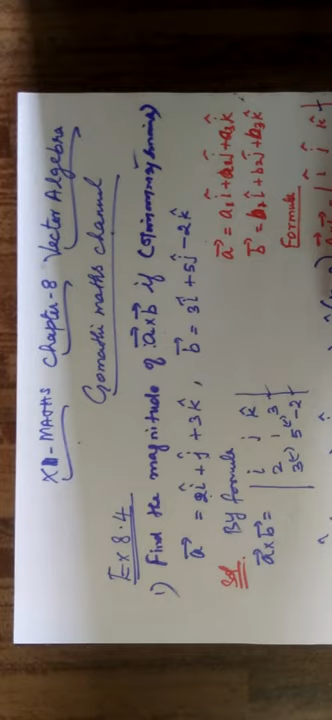 XI-MATHS Chapter-8 Vector Algebra
Gomathi maths channel
Ex 8.4
1) Find the magnitude of a⃗×b⃗ if
a⃗ = 2î + ĵ + 3k̂, b⃗ = 3î + 5ĵ - 2k̂
Sol. By formula
a⃗×b⃗ = | i j k̂ |
2 1 3
3 5 -2
a⃗ = a₁î + a₂ĵ + a₃k̂
b⃗ = b₁î + b₂ĵ + b₃k̂
Formula